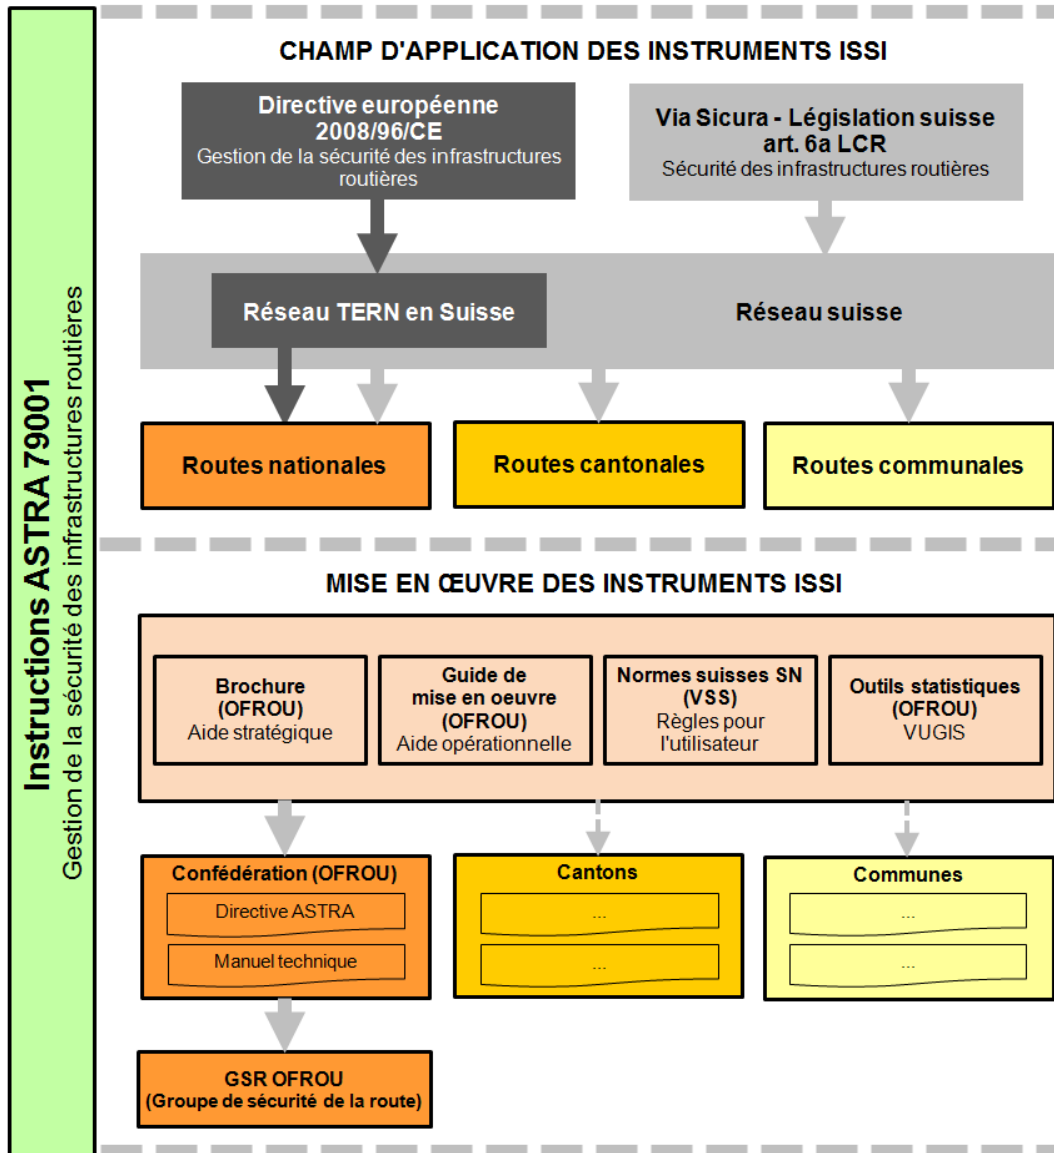 Instructions ASTRA 79001
Gestion de la sécurité des infrastructures routières
CHAMP D'APPLICATION DES INSTRUMENTS ISSI
Directive européenne
2008/96/CE
Gestion de la sécurité des infrastructures
routières
Via Sicura - Législation suisse
art. 6a LCR
Sécurité des infrastructures routières
Réseau TERN en Suisse
Réseau suisse
Routes nationales
Routes cantonales
Routes communales
MISE EN ŒUVRE DES INSTRUMENTS ISSI
Brochure
(OFROU)
Aide stratégique
Guide de
mise en oeuvre
(OFROU)
Aide opérationnelle
Normes suisses SN
(VSS)
Règles pour
l'utilisateur
Outils statistiques
(OFROU)
VUGIS
Confédération (OFROU)
Directive ASTRA
Manuel technique
Cantons
...
...
Communes
...
...
GSR OFROU
(Groupe de sécurité de la route)